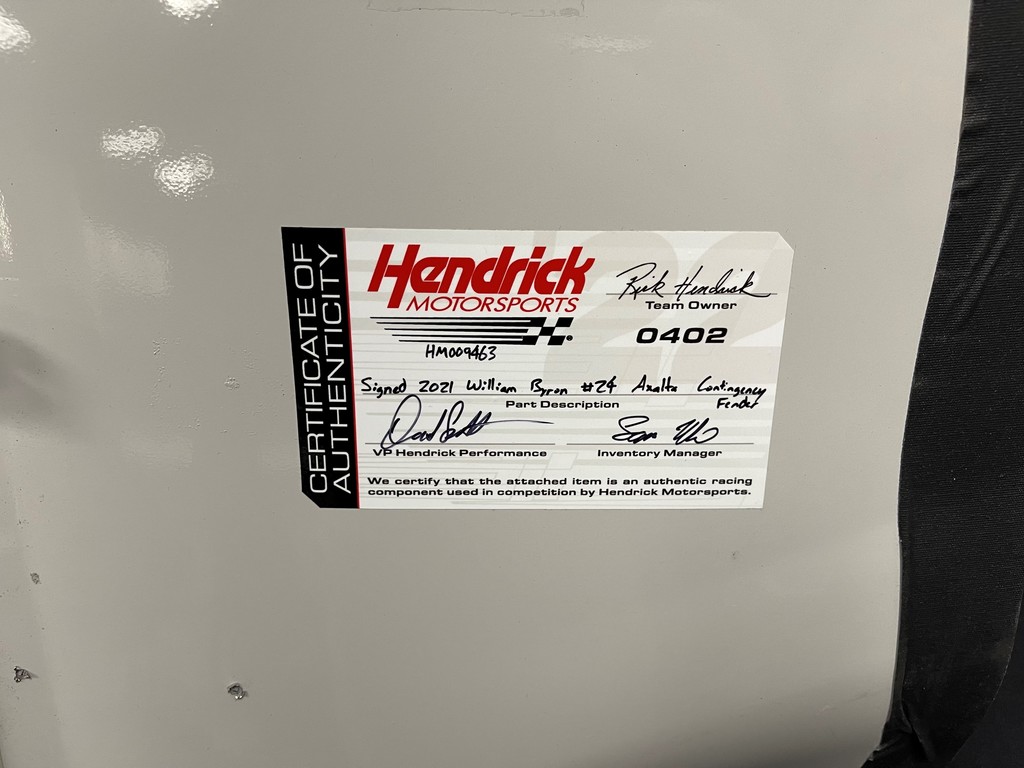 CERTIFICATE OF
AUTHENTICITY
Hendrick
MOTORSPORTS
Rick Hendrick
Team Owner
0402
HM009463
Signed 2021 William Byron #24 Axalta Contingency
Fender
Part Description
VP Hendrick Performance
Inventory Manager
We certify that the attached item is an authentic racing
component used in competition by Hendrick Motorsports.